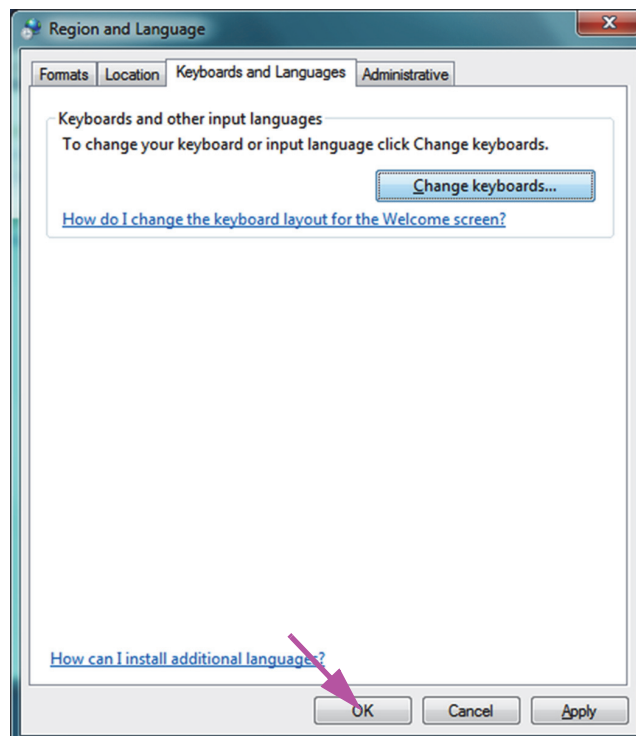 Region and Language
Formats Location Keyboards and Languages Administrative
Keyboards and other input languages
To change your keyboard or input language click Change keyboards.
Change keyboards...
How do I change the keyboard layout for the Welcome screen?
How can I install additional languages?
OK Cancel Apply